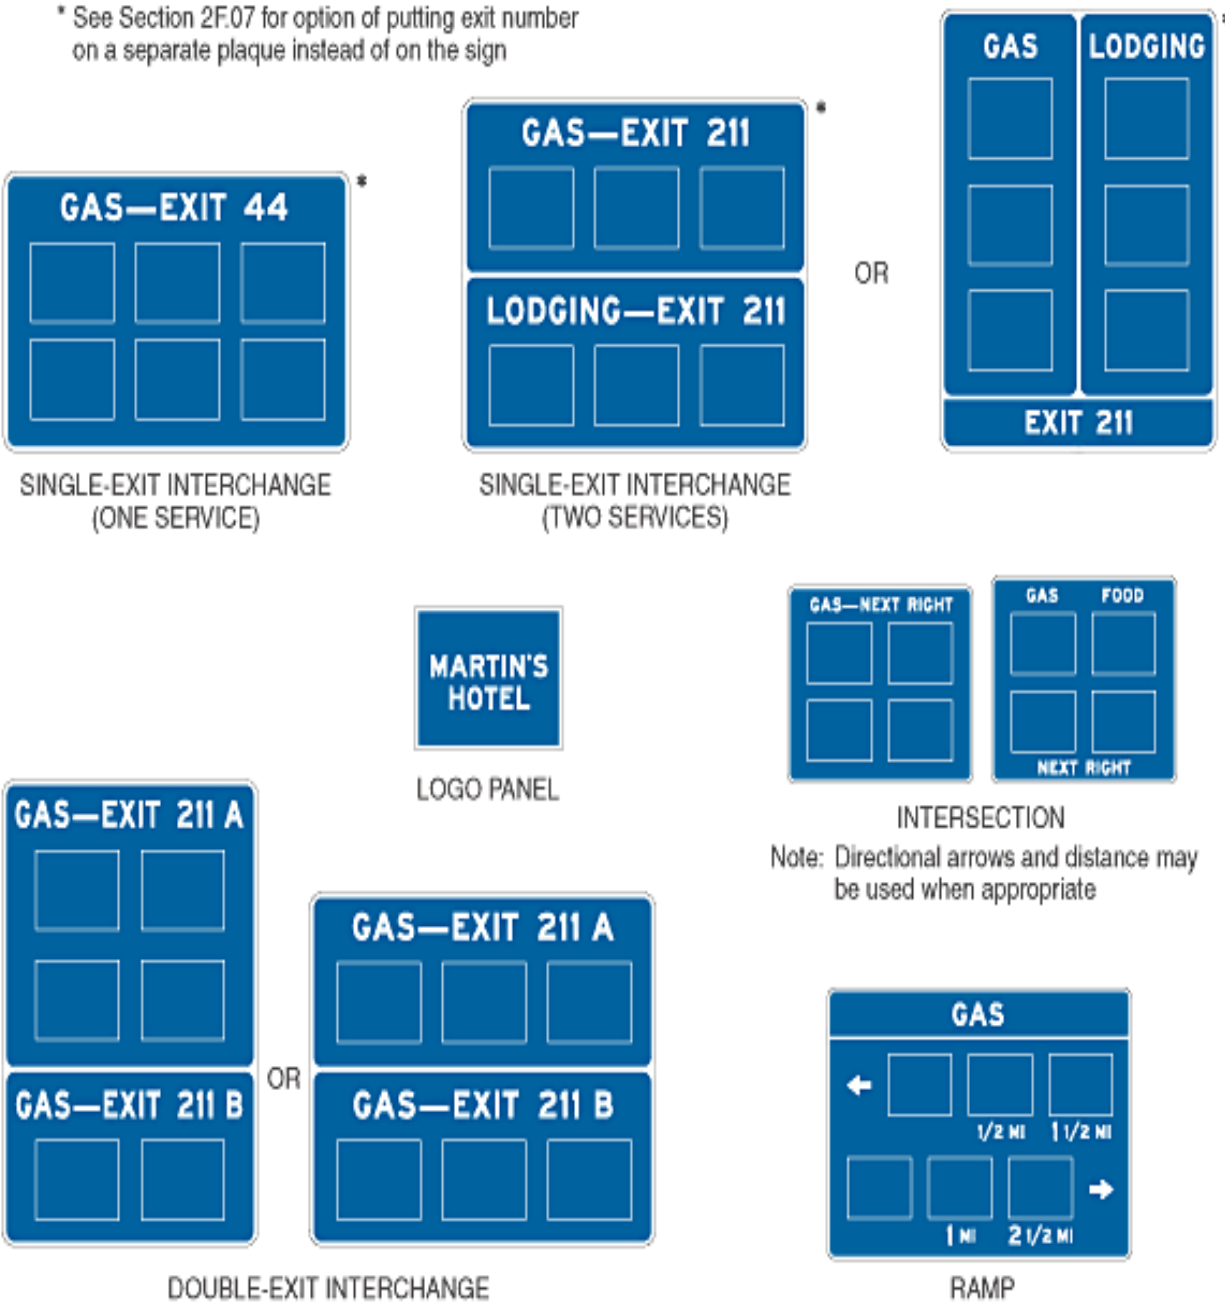 * See Section 2F.07 for option of putting exit number
on a separate plaque instead of on the sign
GAS—EXIT 44
*
SINGLE-EXIT INTERCHANGE
(ONE SERVICE)
GAS—EXIT 211
*
LODGING—EXIT 211
SINGLE-EXIT INTERCHANGE
(TWO SERVICES)
OR
GAS LODGING
*
EXIT 211
MARTIN'S
HOTEL
LOGO PANEL
GAS—NEXT RIGHT
GAS FOOD
NEXT RIGHT
INTERSECTION
Note: Directional arrows and distance may
be used when appropriate
GAS—EXIT 211 A
GAS—EXIT 211 B
OR
GAS—EXIT 211 A
GAS—EXIT 211 B
DOUBLE-EXIT INTERCHANGE
GAS
1/2 MI 1 1/2 MI
1 MI 2 1/2 MI
RAMP